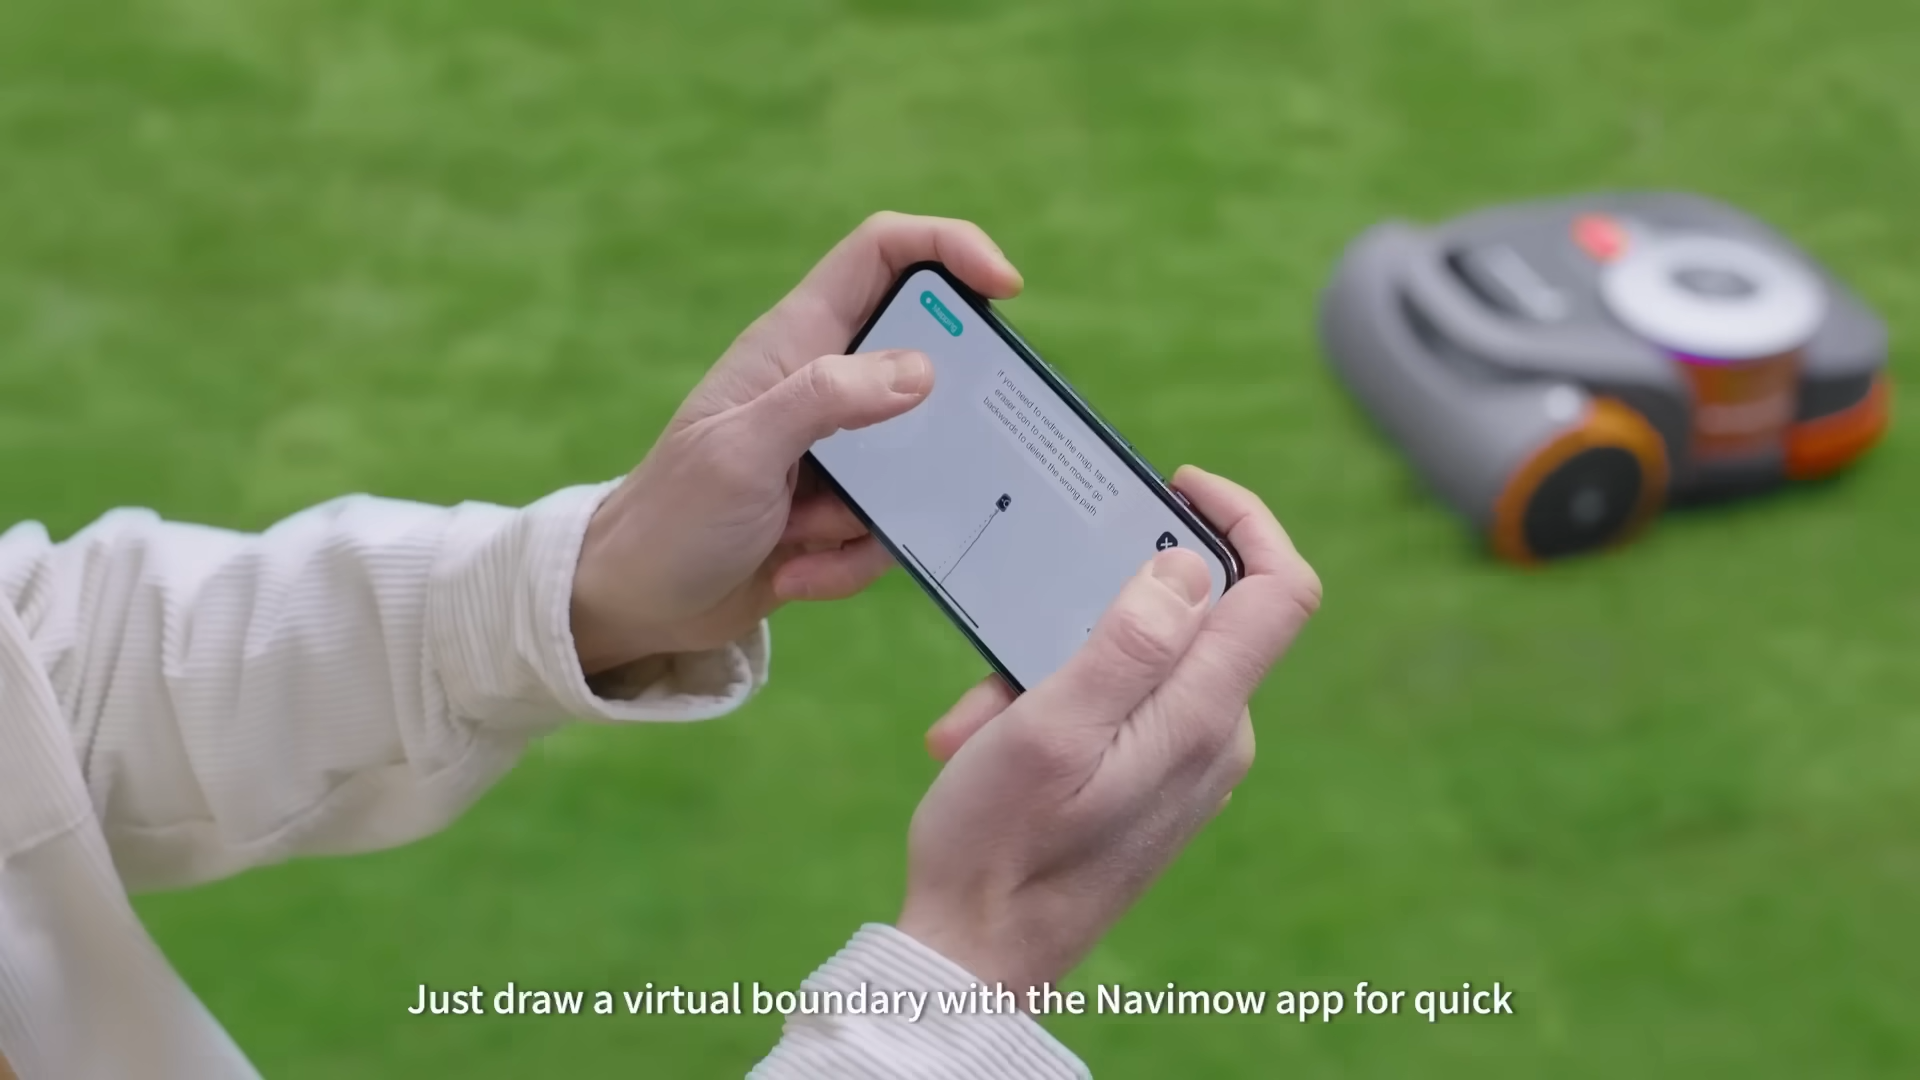 Mapping
If you need to redraw the map, tap the
eraser icon to make the mower go
backwards to delete the wrong path
Just draw a virtual boundary with the Navimow app for quick